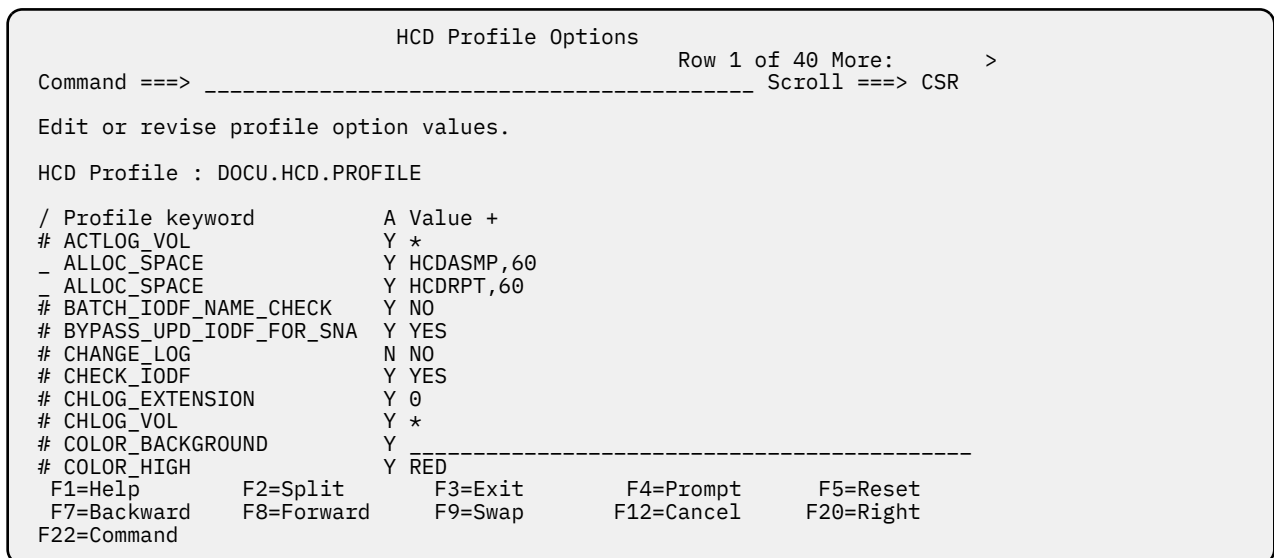 HCD Profile Options
Row 1 of 40 More:       >
Command ===> ___________________________________________ Scroll ===> CSR
Edit or revise profile option values.
HCD Profile : DOCU.HCD.PROFILE
/ Profile keyword          A Value +
# ACTLOG_VOL               Y *
_ ALLOC_SPACE              Y HCDASMP,60
_ ALLOC_SPACE              Y HCDRPT,60
# BATCH_IODF_NAME_CHECK    Y NO
# BYPASS_UPD_IODF_FOR_SNA  Y YES
# CHANGE_LOG               N NO
# CHECK_IODF               Y YES
# CHLOG_EXTENSION          Y 0
# CHLOG_VOL                Y *
# COLOR_BACKGROUND         Y ____________________________________________
# COLOR_HIGH               Y RED
F1=Help        F2=Split       F3=Exit        F4=Prompt      F5=Reset
F7=Backward    F8=Forward     F9=Swap       F12=Cancel     F20=Right
F22=Command